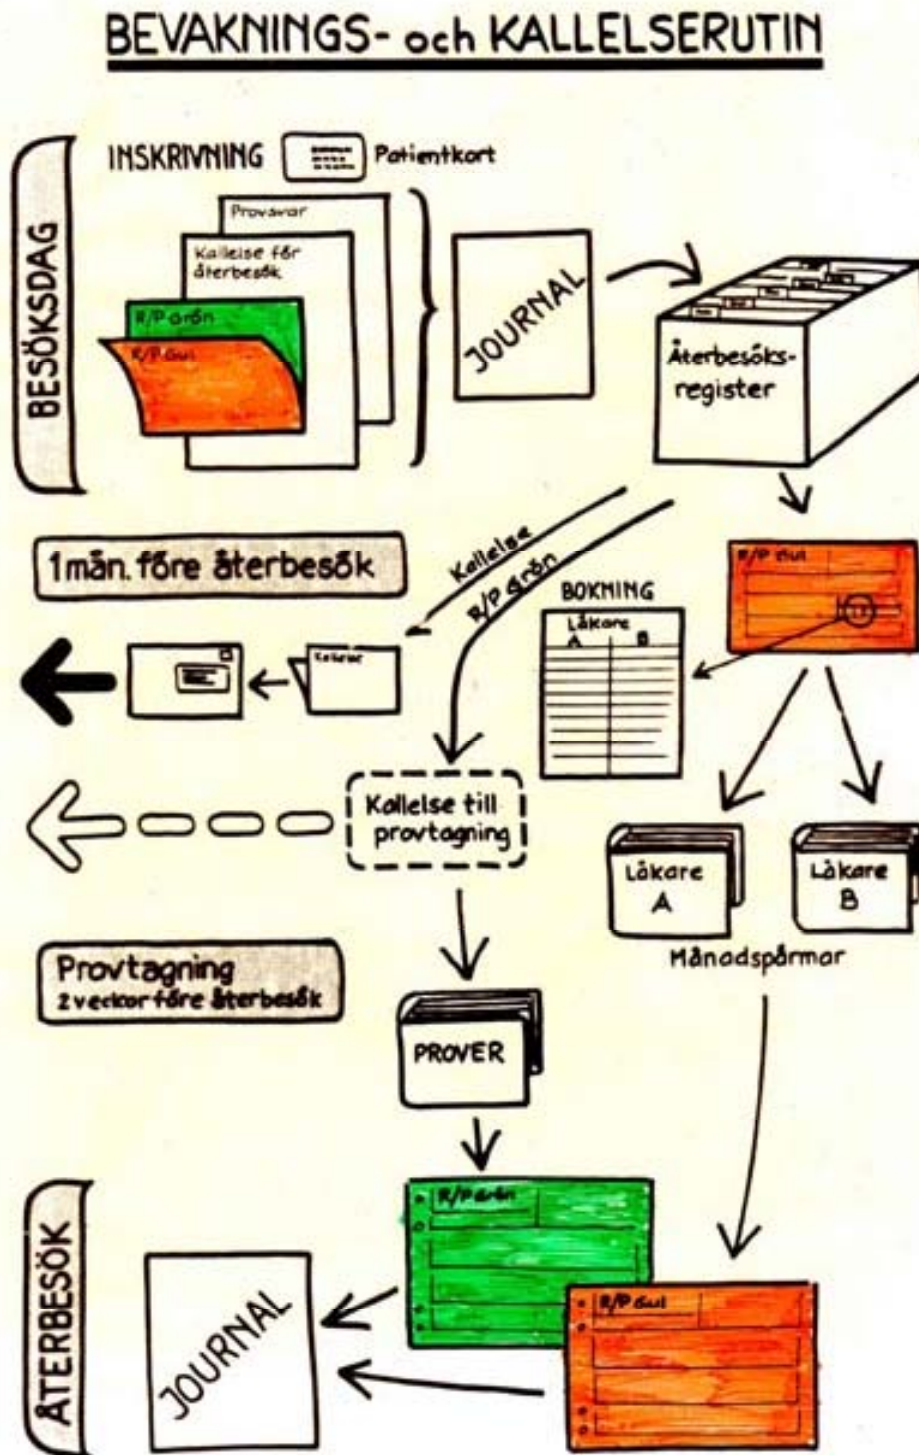 BEVAKNINGS- och KALLELSERUTIN
BESÖKSDAG
INSKRIVNING
Patientkort
Provsvar
Kallelse för
återbesök
R/P Grön
R/P Gul
JOURNAL
Återbesöks-
register
1 mån. före återbesök
Kallelse
R/P Grön
BOKNING
Läkare
A B
R/P Gul
Kallelse
Kallelse till
provtagning
Läkare
A
Läkare
B
Månadspärmar
Provtagning
2 veckor före återbesök
PROVER
ÅTERBESÖK
R/P Grön
R/P Gul
JOURNAL